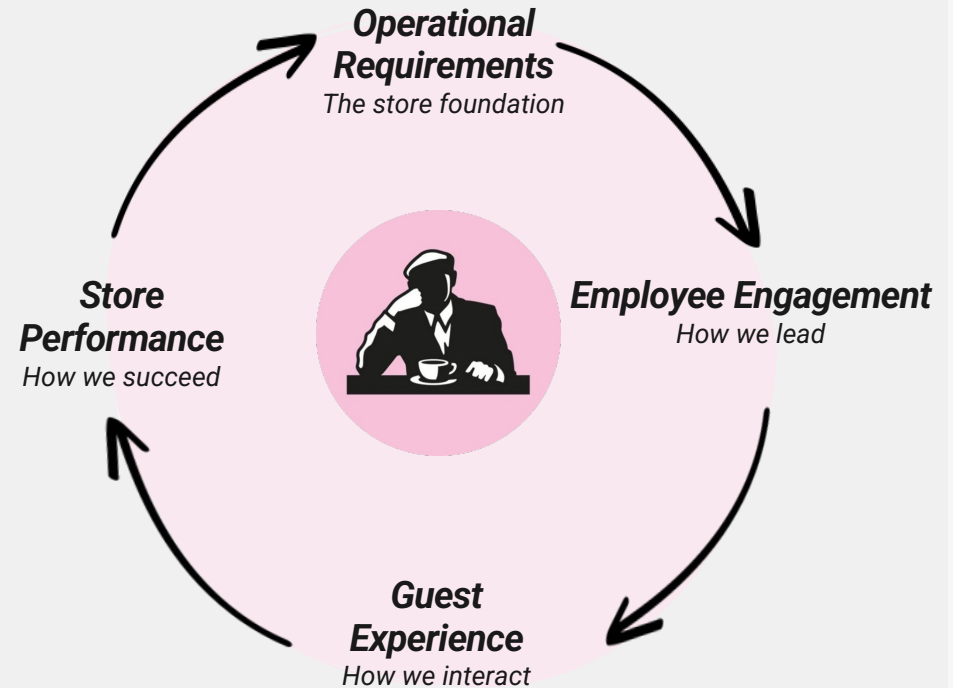 Operational
Requirements
The store foundation
Employee Engagement
How we lead
Guest
Experience
How we interact
Store
Performance
How we succeed